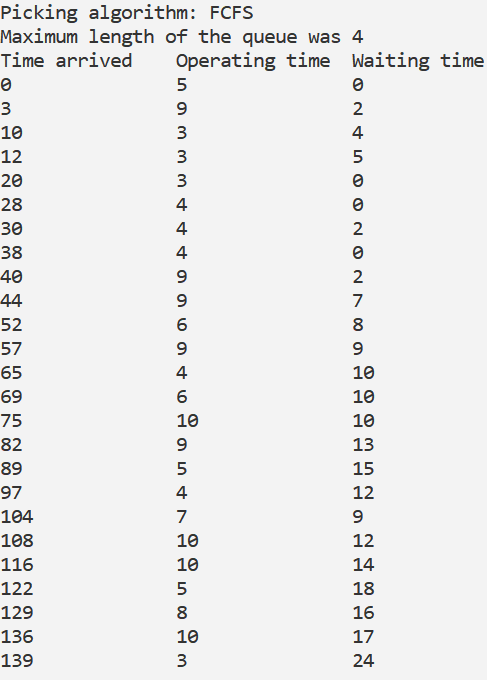 Picking algorithm: FCFS
Maximum length of the queue was 4
Time arrived    Operating time  Waiting time
0               5               0
3               9               2
10              3               4
12              3               5
20              3               0
28              4               0
30              4               2
38              4               0
40              9               2
44              9               7
52              6               8
57              9               9
65              4               10
69              6               10
75              10              10
82              9               13
89              5               15
97              4               12
104             7               9
108             10              12
116             10              14
122             5               18
129             8               16
136             10              17
139             3               24